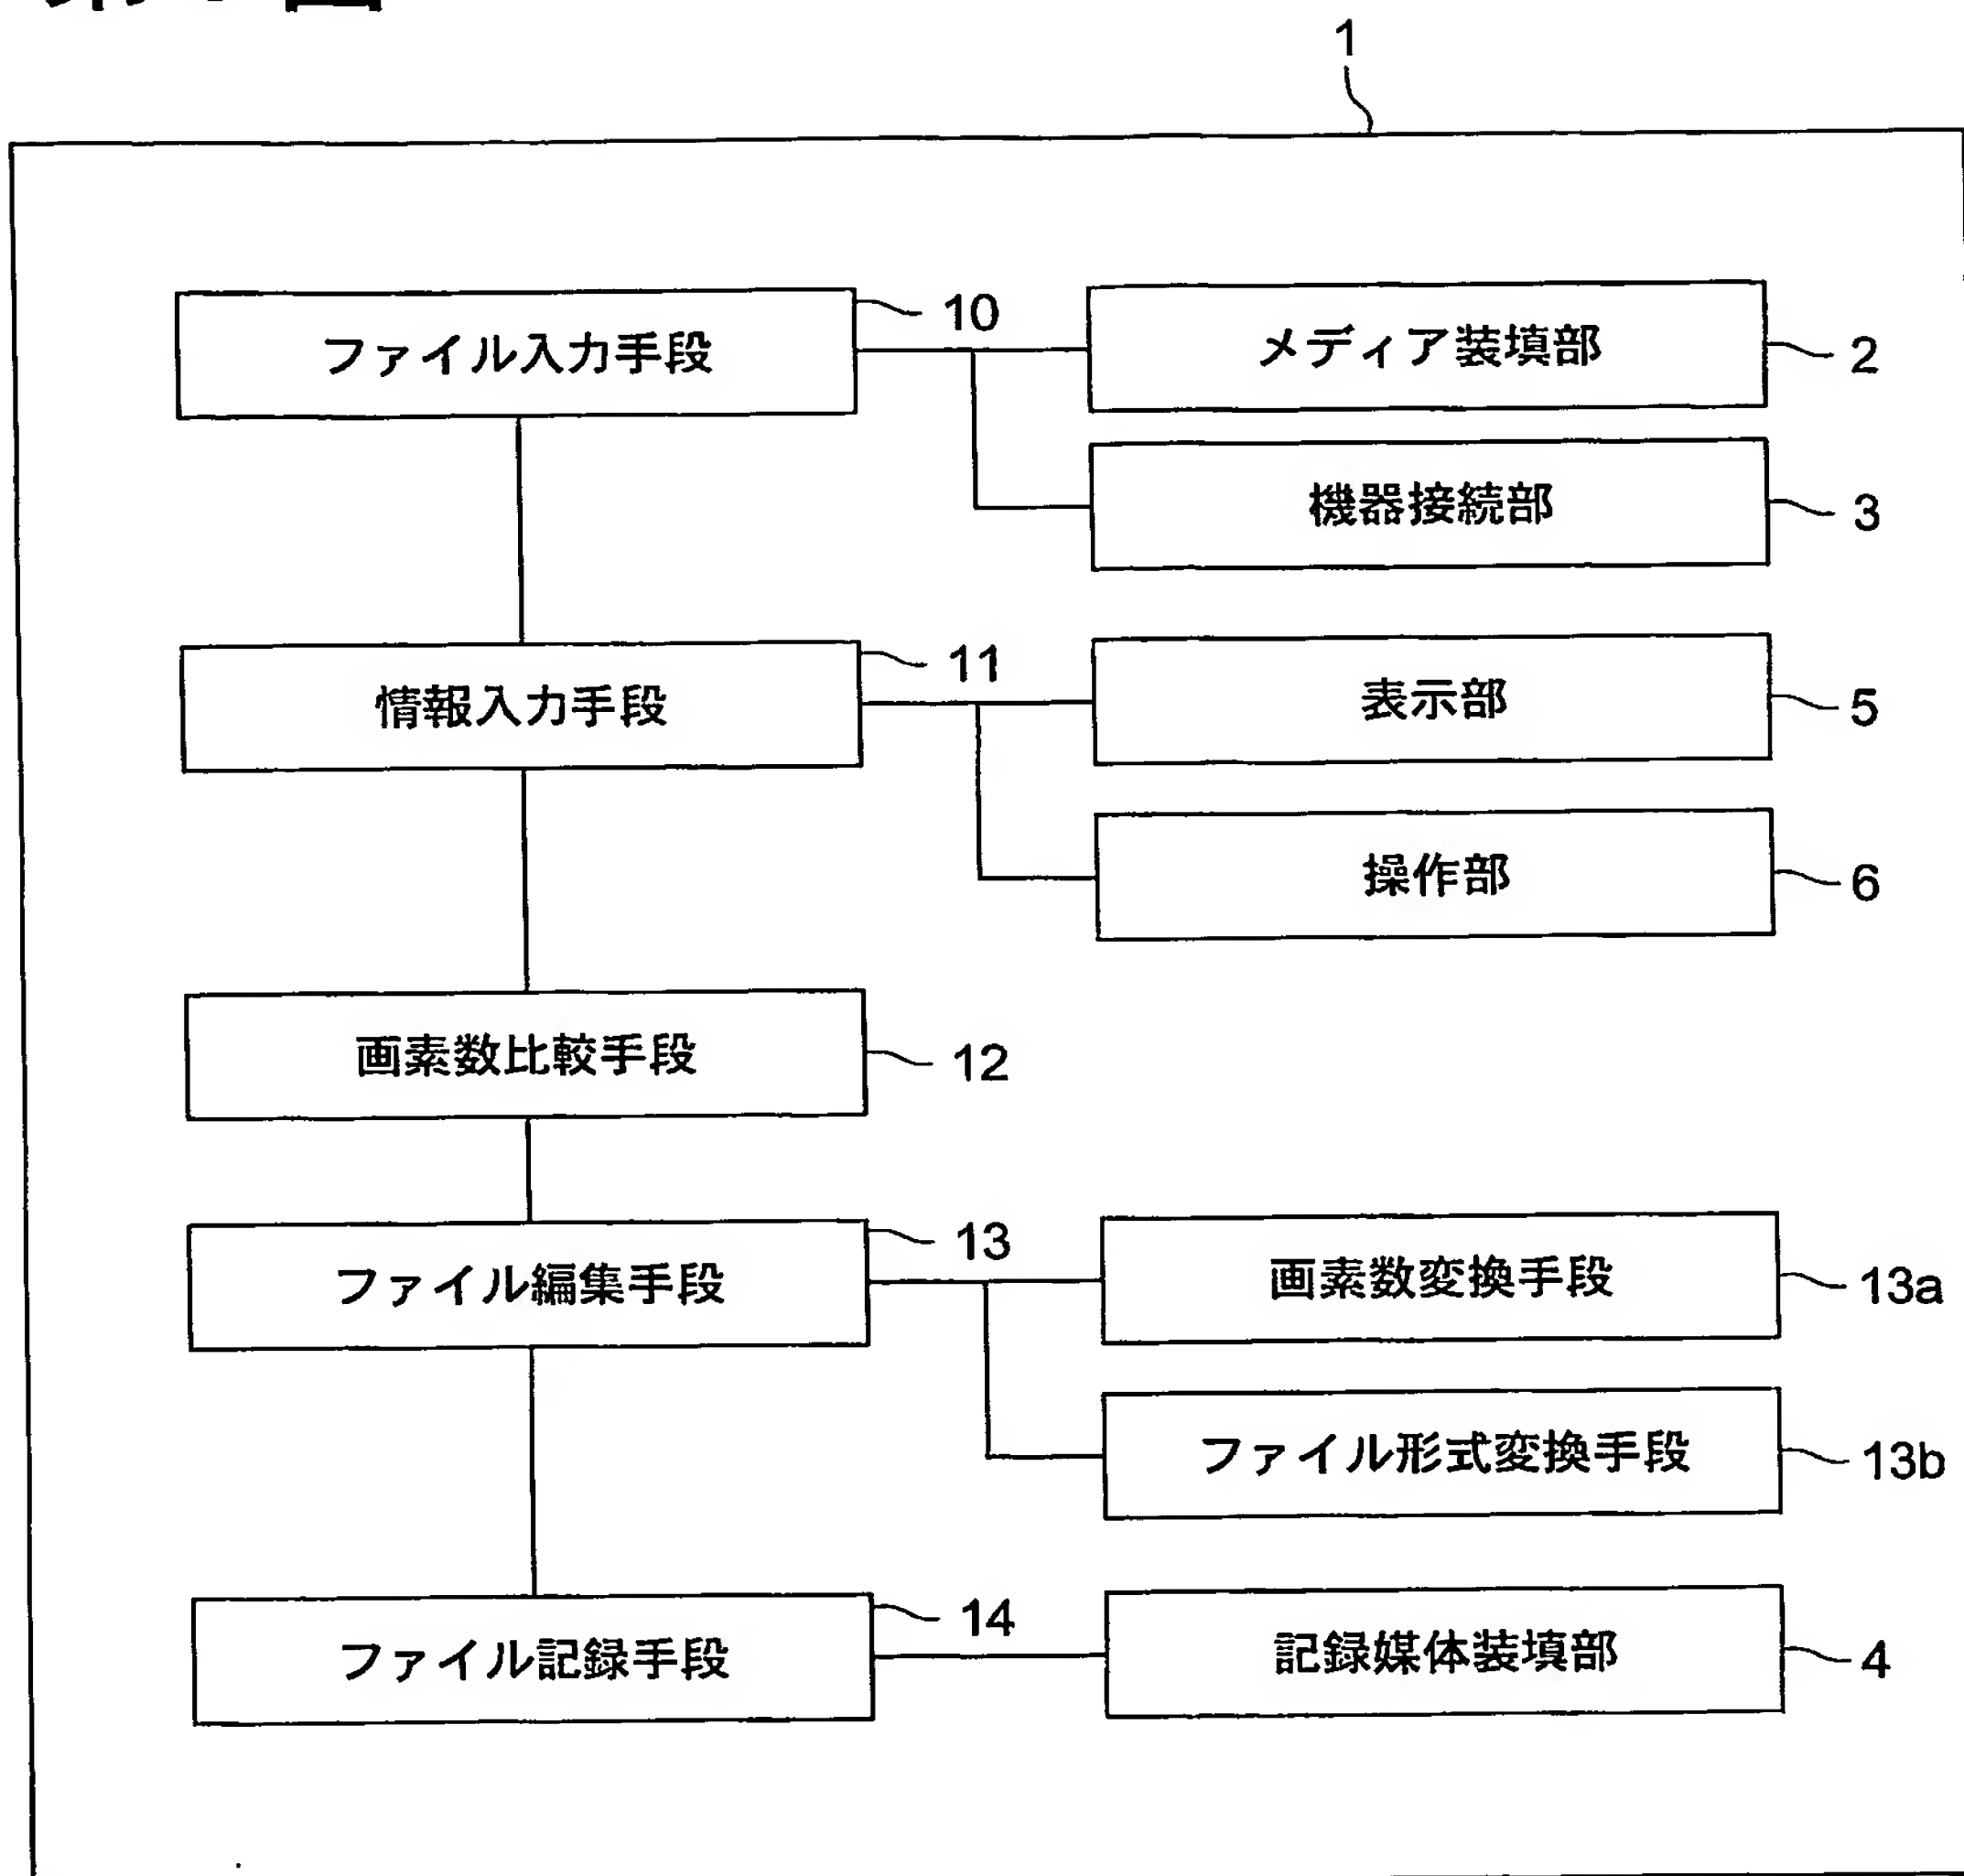 1
ファイル入力手段
10
メディア装填部
2
機器接続部
3
情報入力手段
11
表示部
5
操作部
6
画素数比較手段
12
ファイル編集手段
13
画素数変換手段
13a
ファイル形式変換手段
13b
ファイル記録手段
14
記録媒体装填部
4